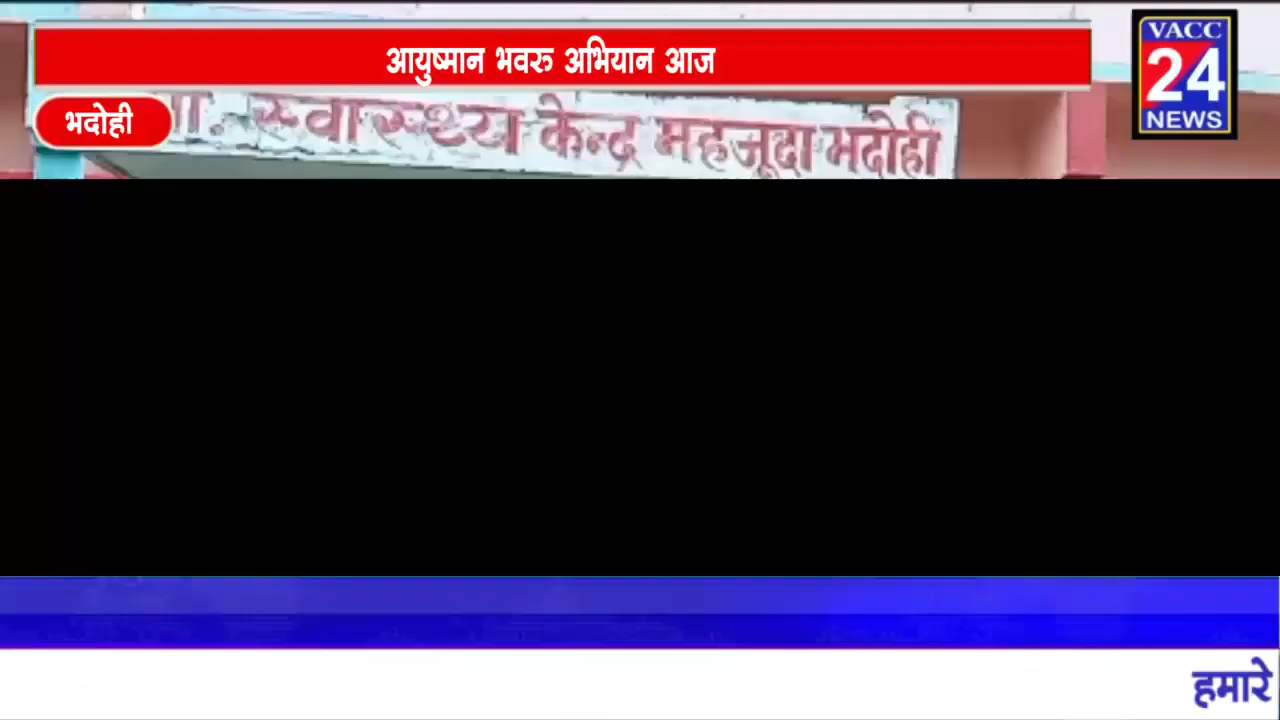 आयुष्मान भवरू अभियान आज
VACC
24
NEWS
भदोही
स्वास्थ्य केन्द्र महजूदा भदोही
हमारे